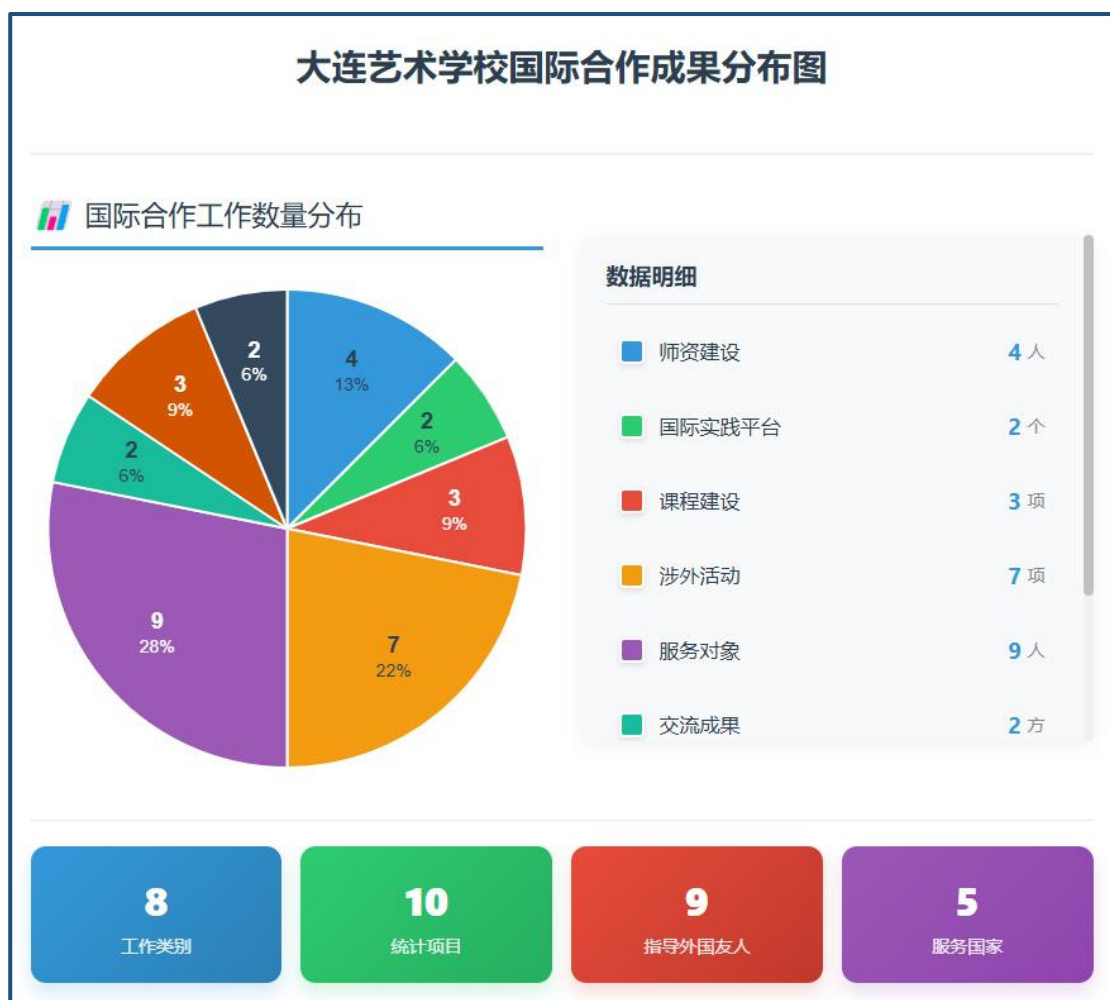 大连艺术学校国际合作成果分布图
国际合作工作数量分布
2
6%
4
13%
3
9%
2
6%
2
6%
3
9%
9
28%
7
22%
数据明细
师资建设 4 人
国际实践平台 2 个
课程建设 3 项
涉外活动 7 项
服务对象 9 人
交流成果 2 方
8
工作类别
10
统计项目
9
指导外国友人
5
服务国家